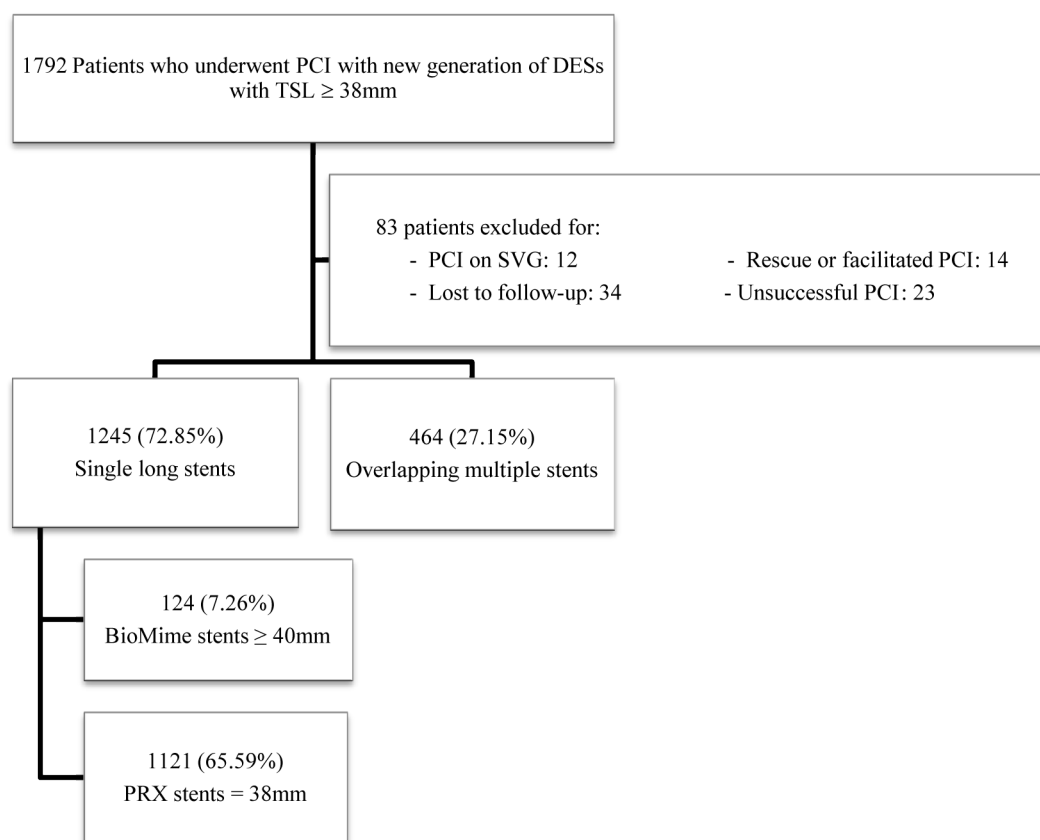 1792 Patients who underwent PCI with new generation of DESs
with TSL ≥ 38mm
83 patients excluded for:
- PCI on SVG: 12 - Rescue or facilitated PCI: 14
- Lost to follow-up: 34 - Unsuccessful PCI: 23
1245 (72.85%)
Single long stents
464 (27.15%)
Overlapping multiple stents
124 (7.26%)
BioMime stents ≥ 40mm
1121 (65.59%)
PRX stents = 38mm